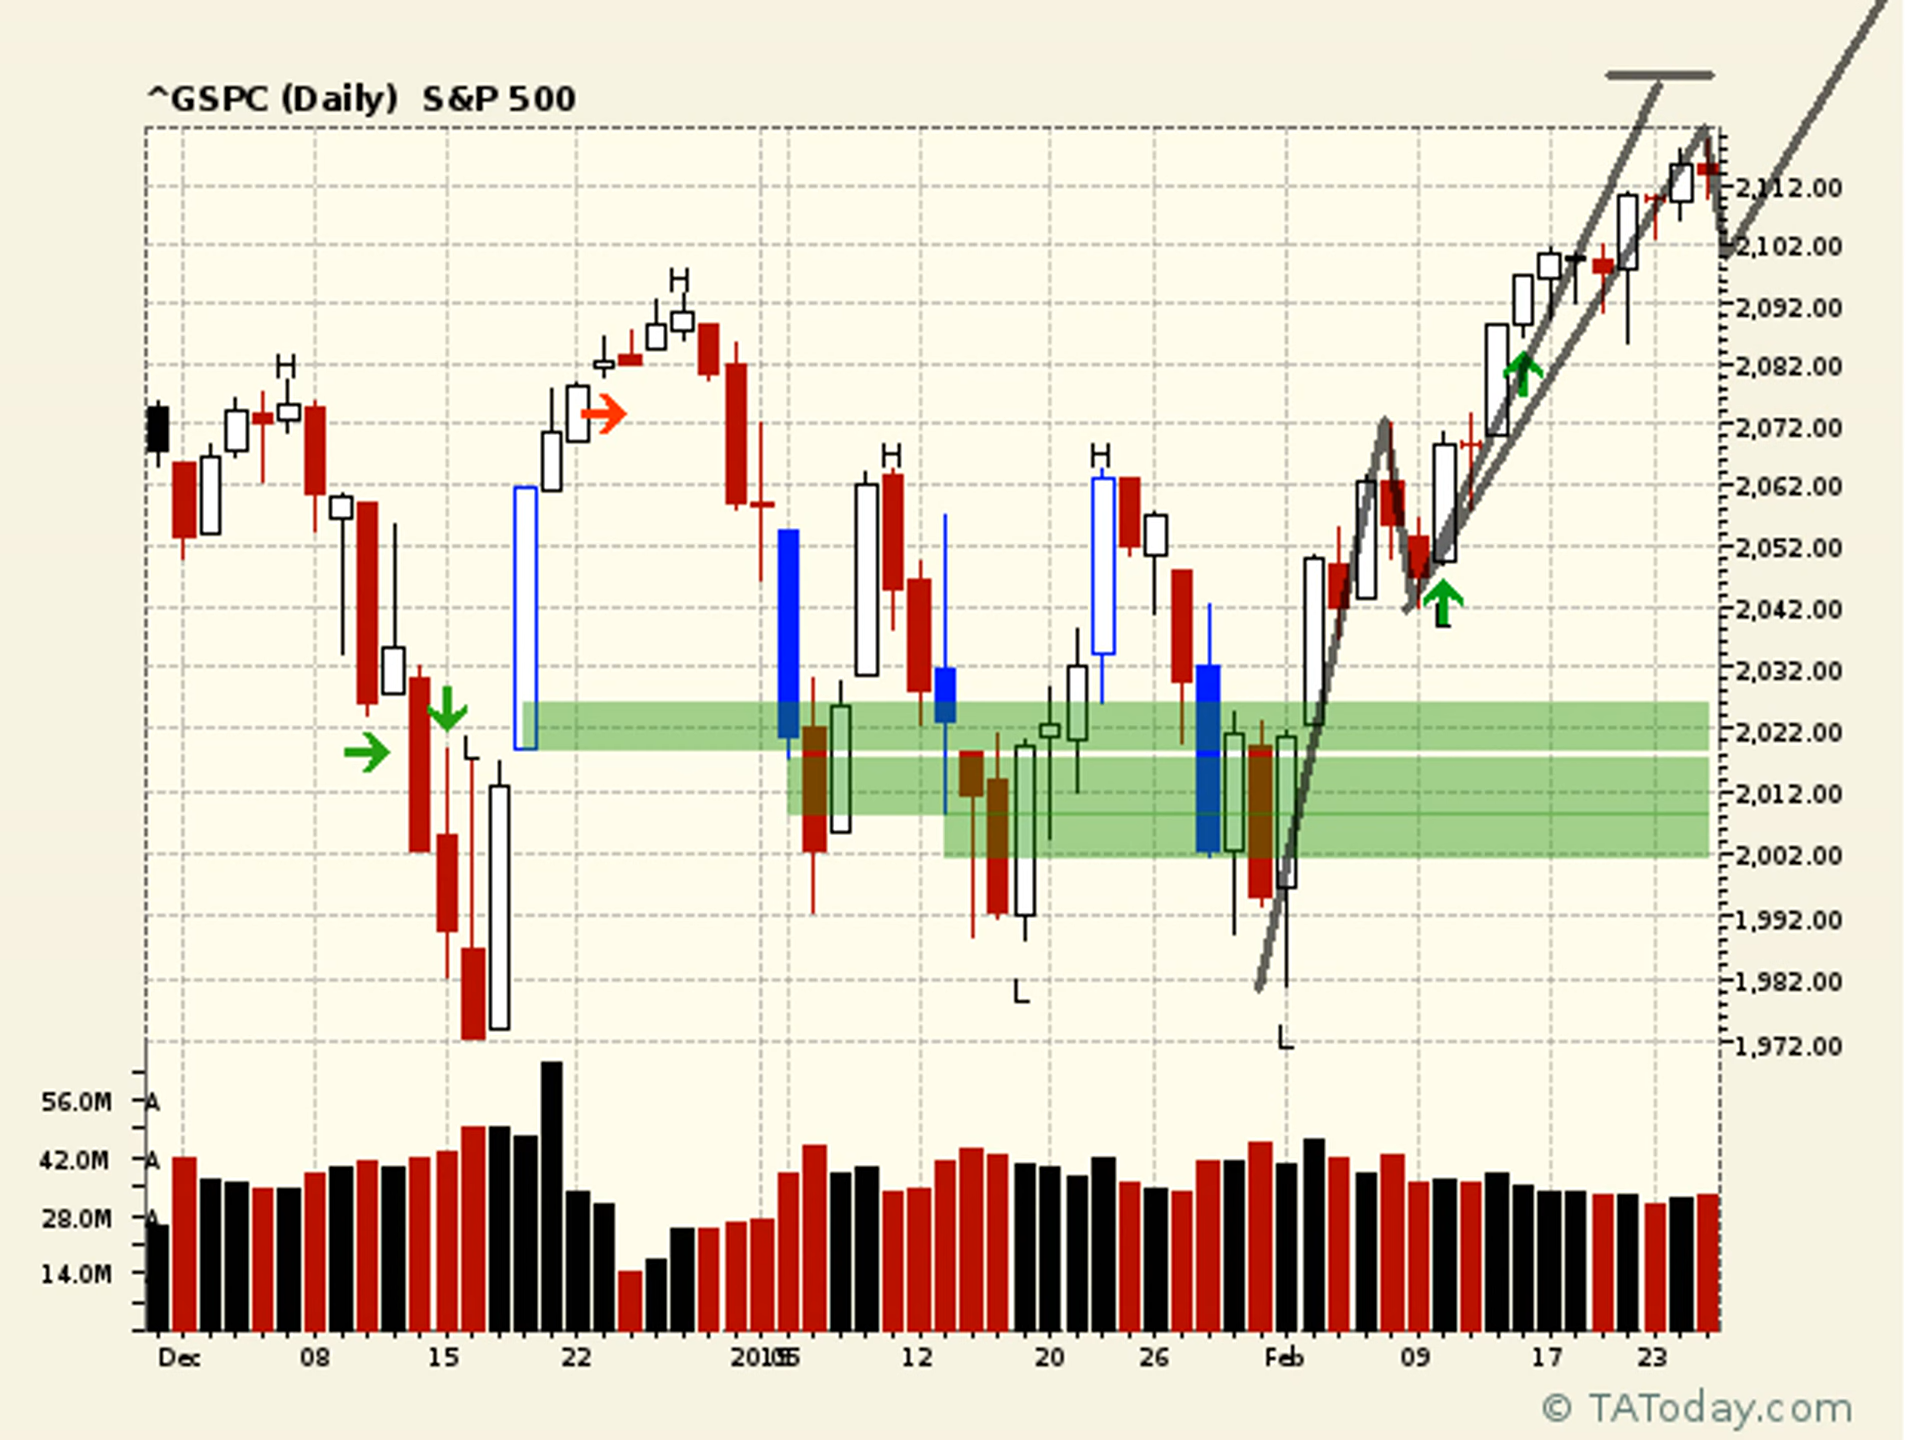 ^GSPC (Daily) S&P 500
H
H
H
H
L
L
L
L
2,112.00
2,102.00
2,092.00
2,082.00
2,072.00
2,062.00
2,052.00
2,042.00
2,032.00
2,022.00
2,012.00
2,002.00
1,992.00
1,982.00
1,972.00
56.0M A
42.0M A
28.0M A
14.0M
Dec 08 15 22 12 20 26 Feb 09 17 23
© TAToday.com